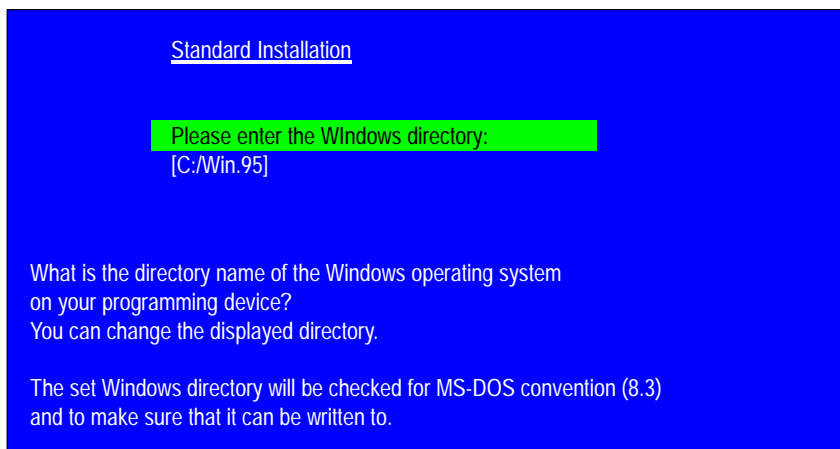 Standard Installation
Please enter the WIndows directory:
[C:/Win.95]
What is the directory name of the Windows operating system
on your programming device?
You can change the displayed directory.
The set Windows directory will be checked for MS-DOS convention (8.3)
and to make sure that it can be written to.